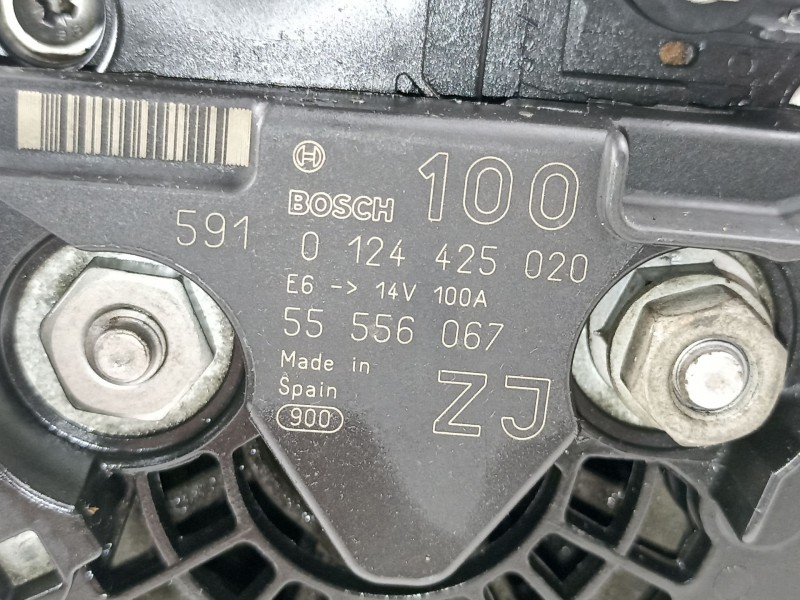 BOSCH 100
591 0 124 425 020
E6 -> 14V 100A
55 556 067
Made in
Spain
900
ZJ